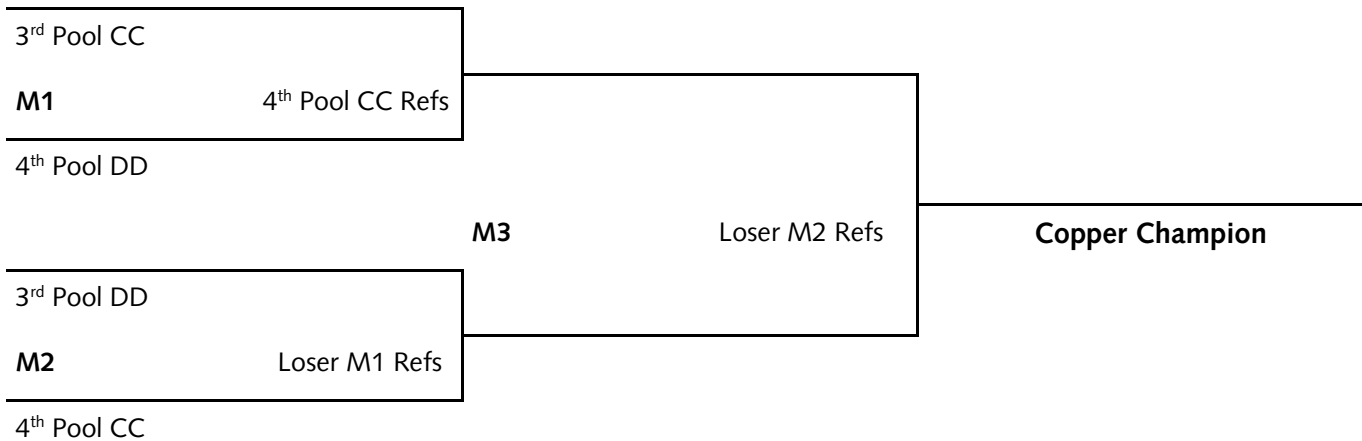 3rd Pool CC
M1 4th Pool CC Refs
4th Pool DD
M3 Loser M2 Refs Copper Champion
3rd Pool DD
M2 Loser M1 Refs
4th Pool CC